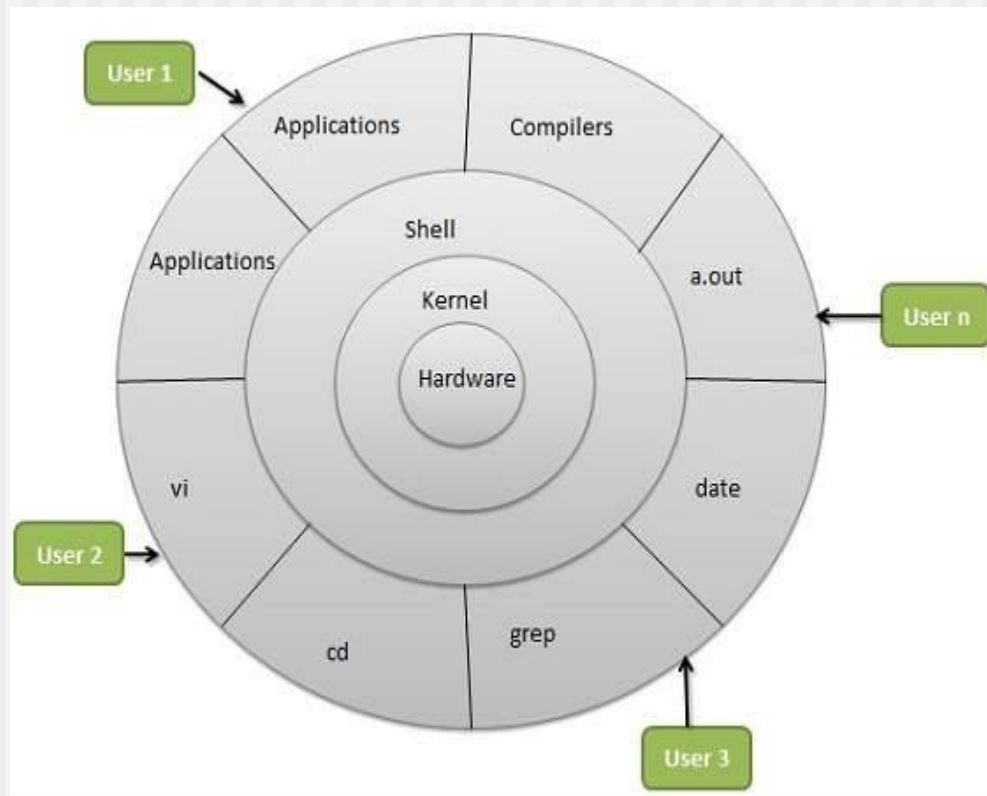 User 1
Applications
Compilers
Shell
Applications
a.out
Kernel
User n
Hardware
vi
date
User 2
grep
cd
User 3